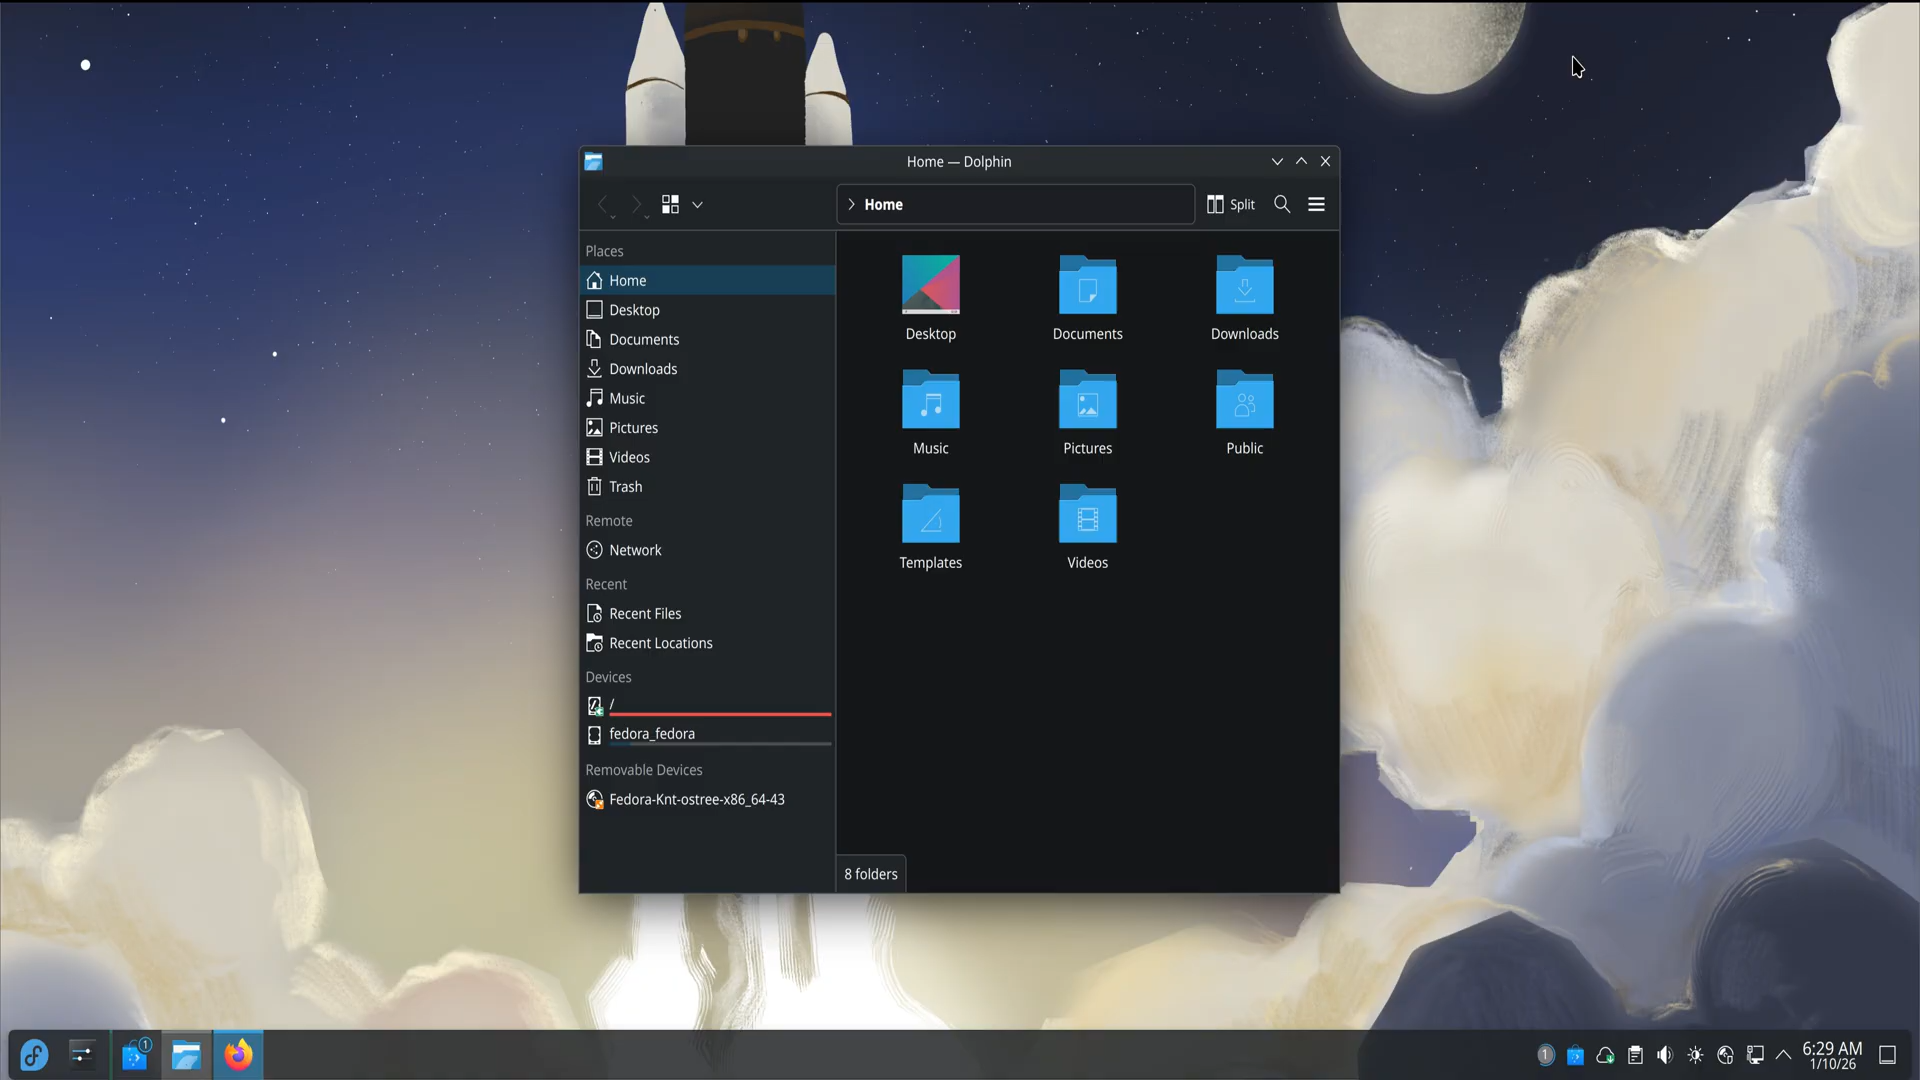 Home — Dolphin
Home
Split
Places
Home
Desktop
Documents
Downloads
Music
Pictures
Videos
Trash
Remote
Network
Recent
Recent Files
Recent Locations
Devices
/
fedora_fedora
Removable Devices
Fedora-Knt-ostree-x86_64-43
Desktop
Documents
Downloads
Music
Pictures
Public
Templates
Videos
8 folders
1
1
6:29 AM
1/10/26